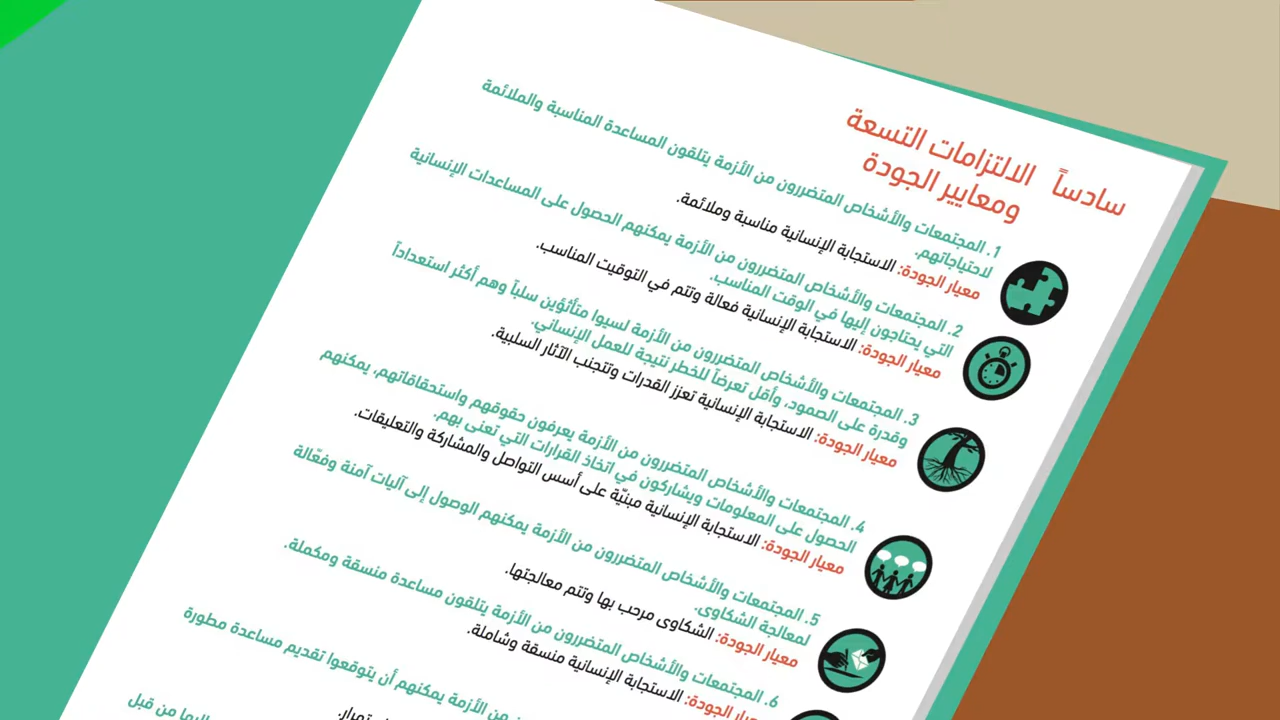 سادساً الالتزامات التسعة
ومعايير الجودة
1. المجتمعات والأشخاص المتضررون من الأزمة يتلقون المساعدة المناسبة والملائمة
لاحتياجاتهم.
معيار الجودة: الاستجابة الإنسانية مناسبة وملائمة.
2. المجتمعات والأشخاص المتضررون من الأزمة يمكنهم الحصول على المساعدات الإنسانية
التي يحتاجون إليها في الوقت المناسب.
معيار الجودة: الاستجابة الإنسانية فعالة وتتم في التوقيت المناسب.
3. المجتمعات والأشخاص المتضررون من الأزمة ليسوا متأثؤين سلباً وهم أكثر استعداداً
وقدرة على الصمود، وأقل تعرضاً للخطر نتيجة للعمل الإنساني.
معيار الجودة: الاستجابة الإنسانية تعزز القدرات وتتجنب الآثار السلبية.
4. المجتمعات والأشخاص المتضررون من الأزمة يعرفون حقوقهم واستحقاقاتهم، يمكنهم
الحصول على المعلومات ويشاركون في اتخاذ القرارات التي تعنى بهم.
معيار الجودة: الاستجابة الإنسانية مبنيّة على أسس التواصل والمشاركة والتعليقات.
5. المجتمعات والأشخاص المتضررون من الأزمة يمكنهم الوصول إلى آليات آمنة وفعّالة
لمعالجة الشكاوى.
معيار الجودة: الشكاوى مرحب بها وتتم معالجتها.
6. المجتمعات والأشخاص المتضررون من الأزمة يتلقون مساعدة منسقة ومكملة.
معيار الجودة: الاستجابة الإنسانية منسقة وشاملة.
من الأزمة يمكنهم أن يتوقعوا تقديم مساعدة مطورة
من قبل